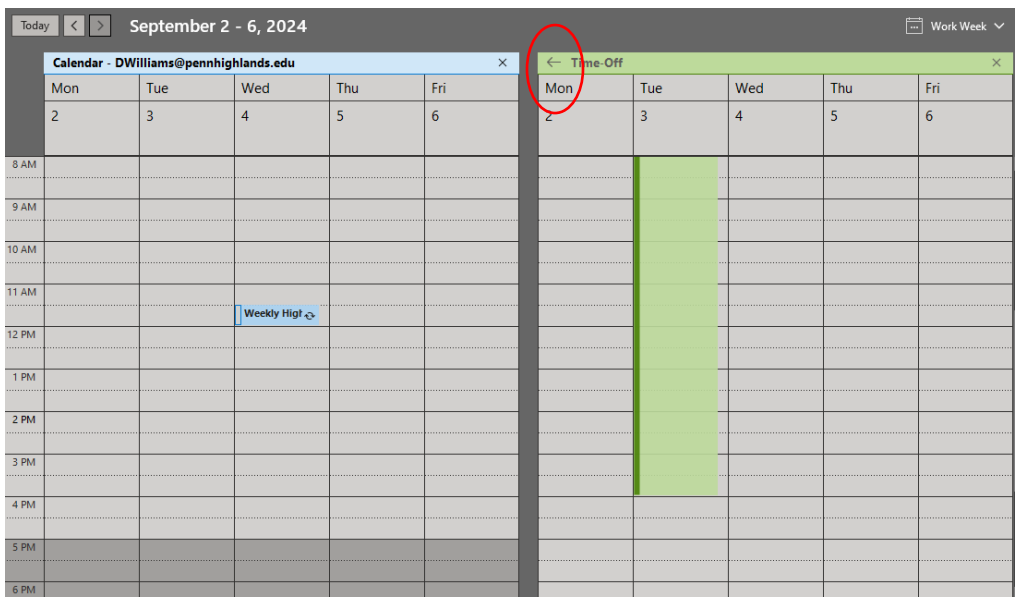 Today < > September 2 - 6, 2024 Work Week
Calendar - DWilliams@pennhighlands.edu × ← Time-Off ×
Mon Tue Wed Thu Fri Mon Tue Wed Thu Fri
2 3 4 5 6 2 3 4 5 6
8 AM
9 AM
10 AM
11 AM
Weekly High
12 PM
1 PM
2 PM
3 PM
4 PM
5 PM
6 PM